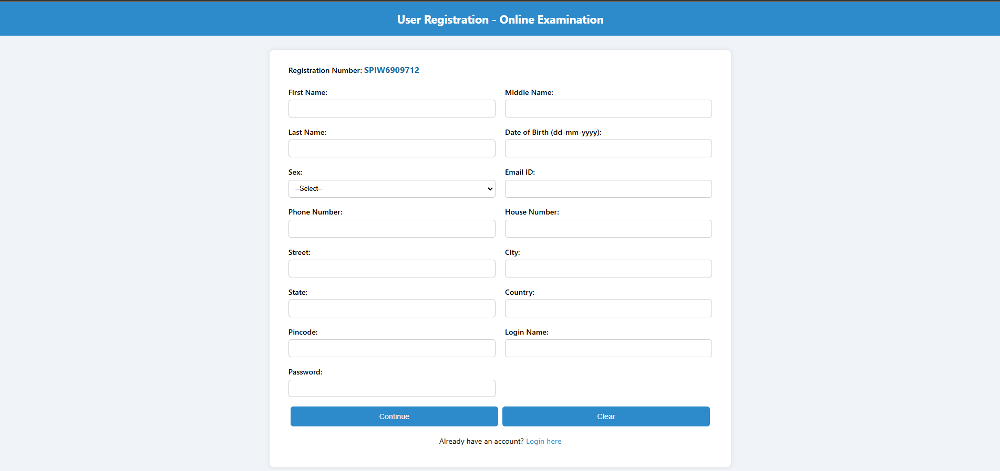 User Registration - Online Examination
Registration Number: SPIW6909712
First Name:
Middle Name:
Last Name:
Date of Birth (dd-mm-yyyy):
Sex:
Email ID:
--Select--
Phone Number:
House Number:
Street:
City:
State:
Country:
Pincode:
Login Name:
Password:
Continue
Clear
Already have an account? Login here